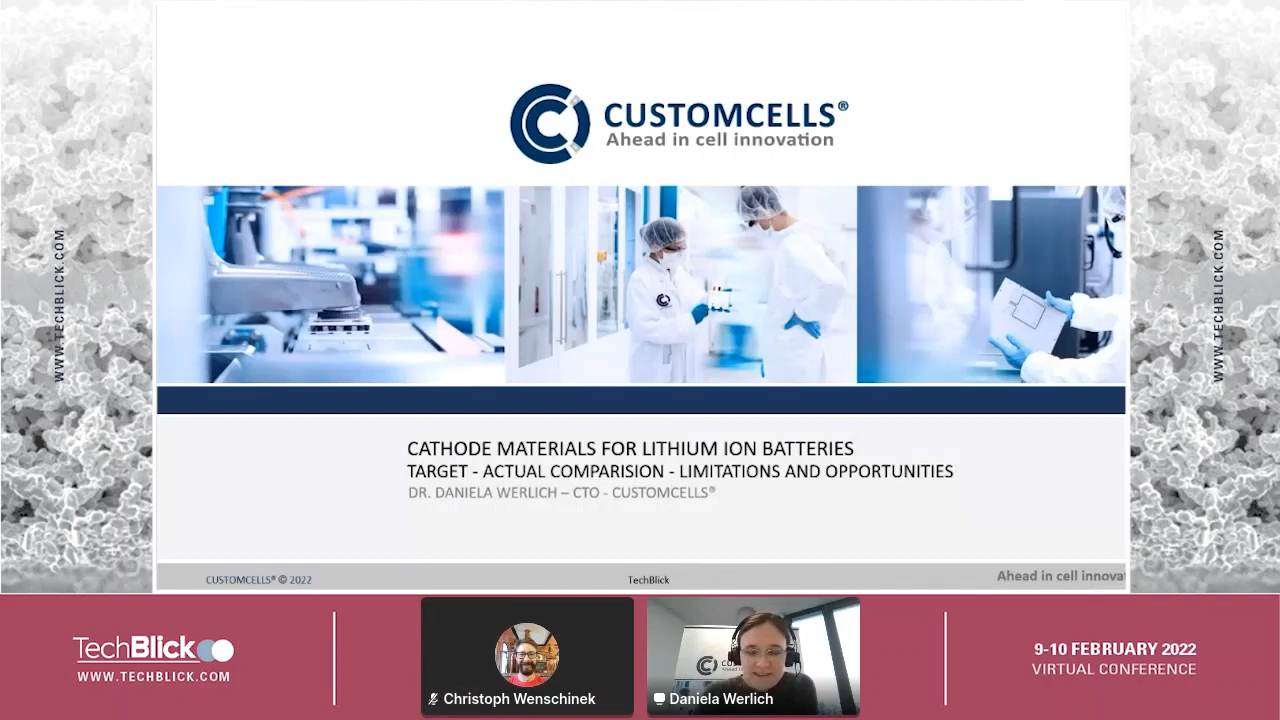 CUSTOMCELLS®
Ahead in cell innovation
WWW.TECHBLICK.COM
WWW.TECHBLICK.COM
CATHODE MATERIALS FOR LITHIUM ION BATTERIES
TARGET - ACTUAL COMPARISION - LIMITATIONS AND OPPORTUNITIES
DR. DANIELA WERLICH – CTO - CUSTOMCELLS®
CUSTOMCELLS® © 2022
TechBlick
Ahead in cell innova
TechBlick
WWW.TECHBLICK.COM
Christoph Wenschinek
Daniela Werlich
9-10 FEBRUARY 2022
VIRTUAL CONFERENCE